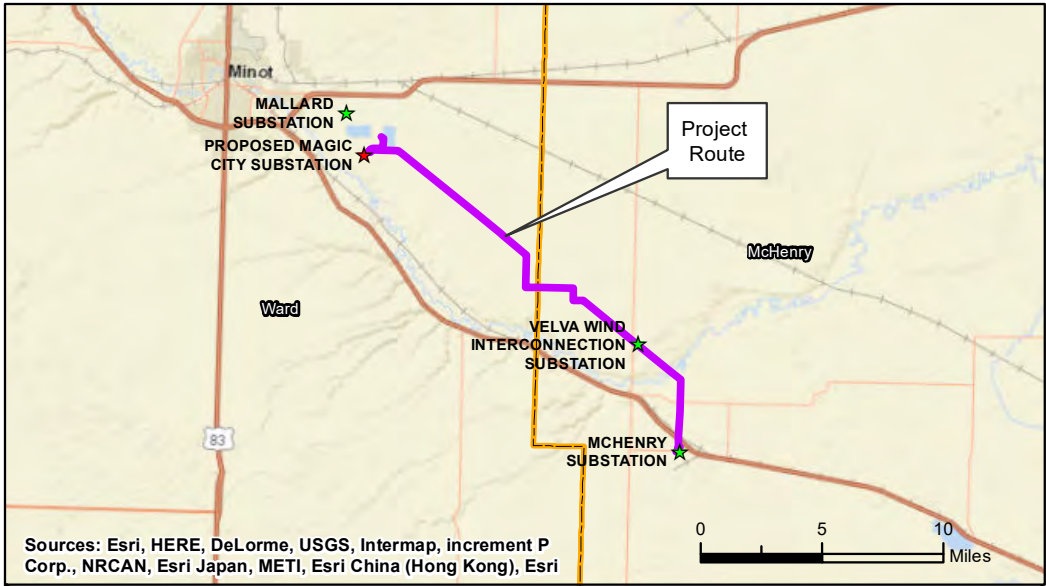 Minot
MALLARD
SUBSTATION
PROPOSED MAGIC
CITY SUBSTATION
Project
Route
McHenry
Ward
VELVA WIND
INTERCONNECTION
SUBSTATION
83
MCHENRY
SUBSTATION
0 5 10
Miles
Sources: Esri, HERE, DeLorme, USGS, Intermap, increment P
Corp., NRCAN, Esri Japan, METI, Esri China (Hong Kong), Esri